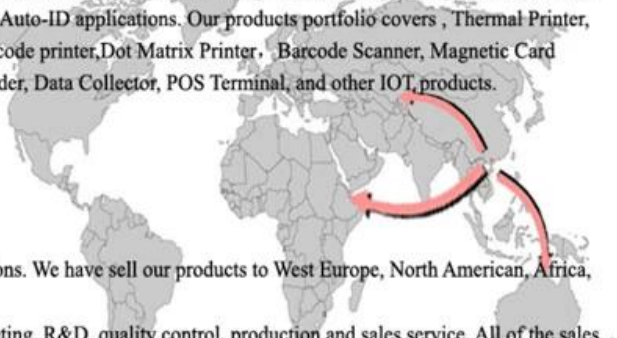 Auto-ID applications. Our products portfolio covers , Thermal Printer,
code printer,Dot Matrix Printer， Barcode Scanner, Magnetic Card
der, Data Collector, POS Terminal, and other IOT products.
ons. We have sell our products to West Europe, North American, Africa,
ting, R&D, quality control, production and sales service. All of the sales